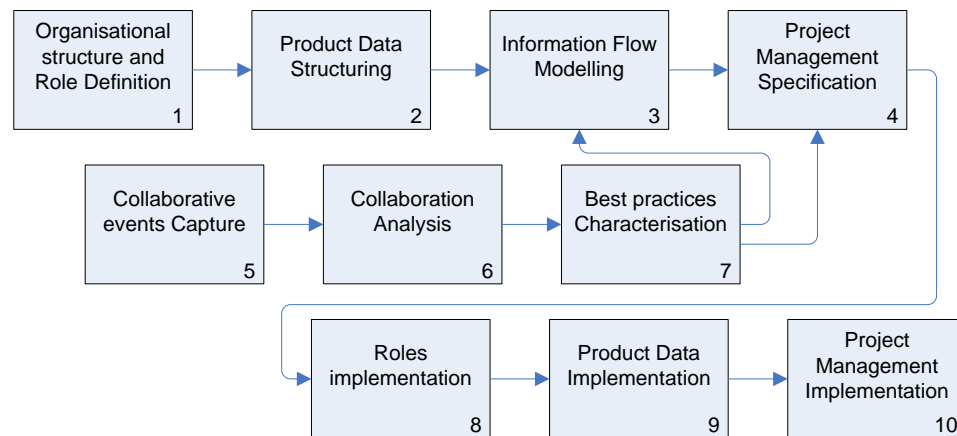 Organisational
structure and
Role Definition
1
Product Data
Structuring
2
Information Flow
Modelling
3
Project
Management
Specification
4
Collaborative
events Capture
5
Collaboration
Analysis
6
Best practices
Characterisation
7
Roles
implementation
8
Product Data
Implementation
9
Project
Management
Implementation
10